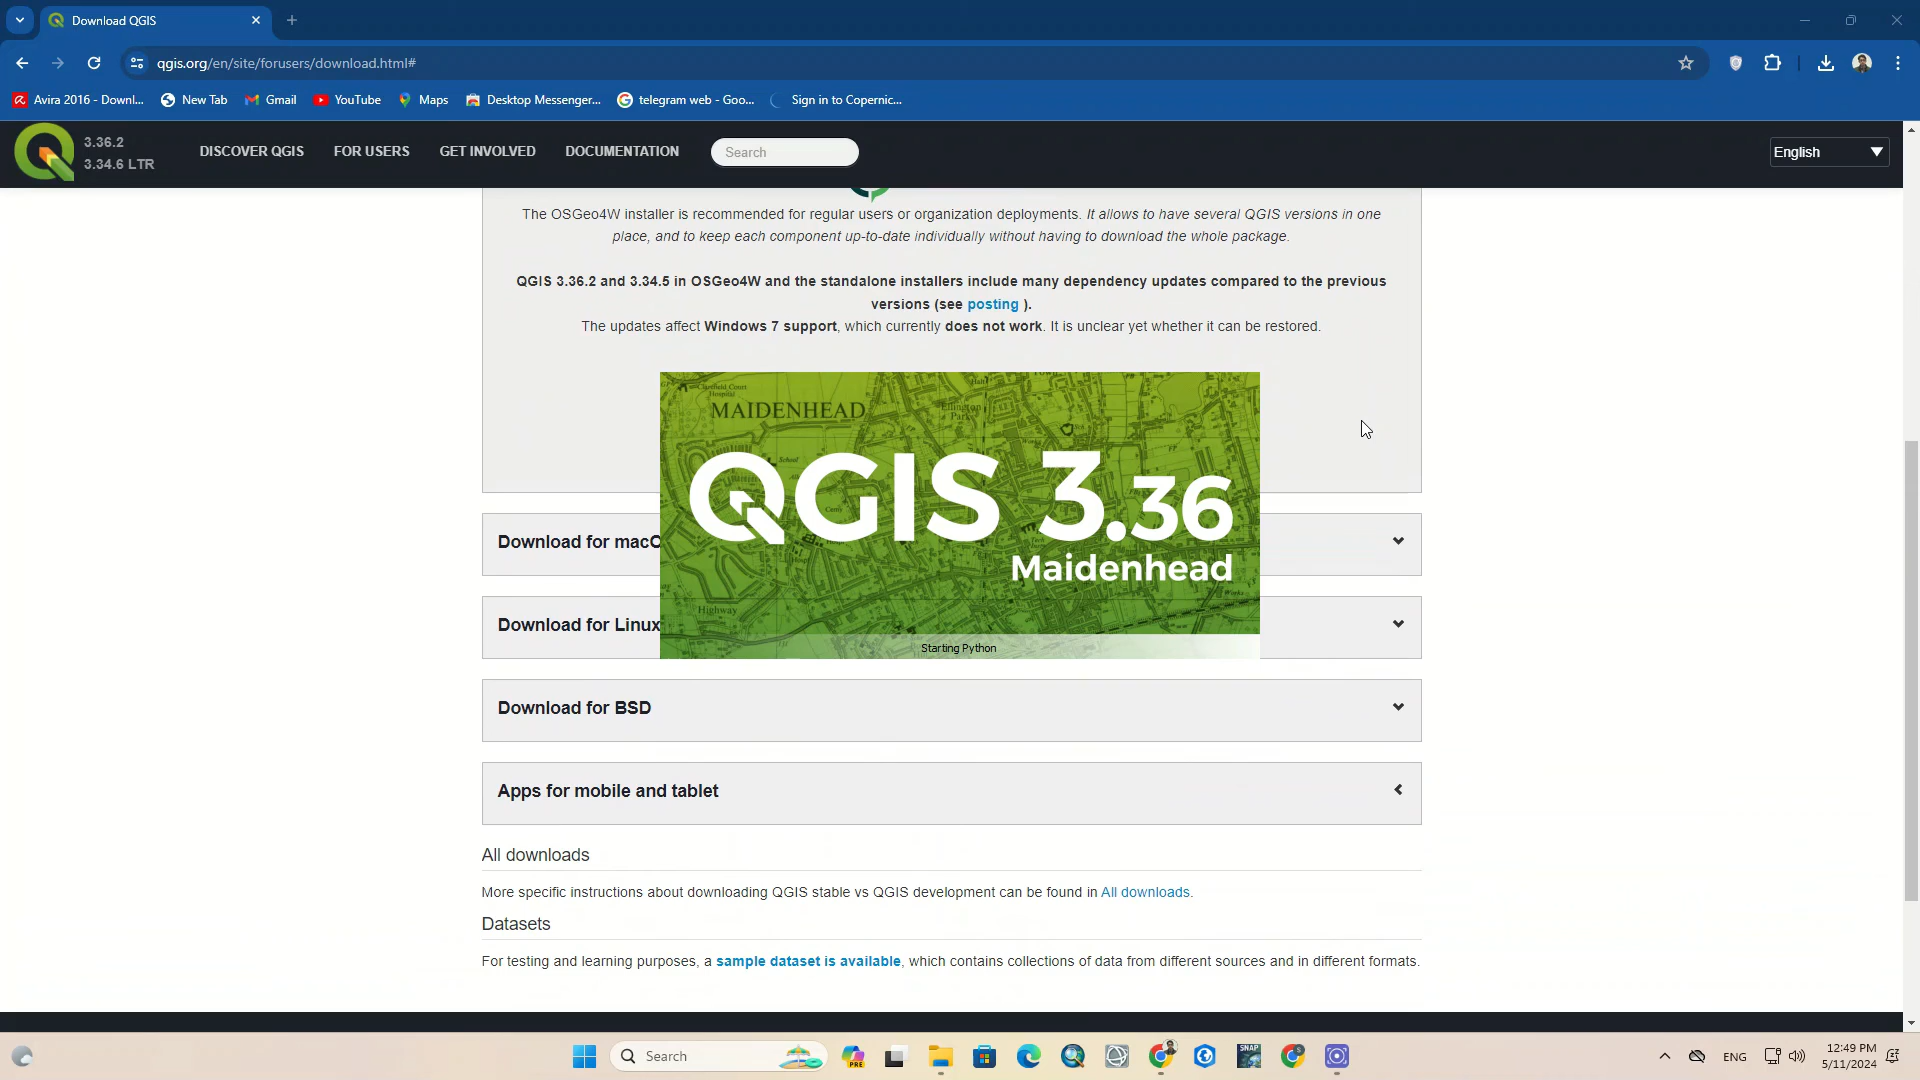 Download QGIS
qgis.org/en/site/forusers/download.html#
Avira 2016 - Downl...
New Tab
Gmail
YouTube
Maps
Desktop Messenger...
telegram web - Goo...
Sign in to Copernic...
3.36.2
3.34.6 LTR
DISCOVER QGIS
FOR USERS
GET INVOLVED
DOCUMENTATION
Search
English
The OSGeo4W installer is recommended for regular users or organization deployments. It allows to have several QGIS versions in one
place, and to keep each component up-to-date individually without having to download the whole package.
QGIS 3.36.2 and 3.34.5 in OSGeo4W and the standalone installers include many dependency updates compared to the previous
versions (see posting ).
The updates affect Windows 7 support, which currently does not work. It is unclear yet whether it can be restored.
MAIDENHEAD
QGIS 3.36
Maidenhead
Highway
Starting Python
Download for macO
Download for Linux
Download for BSD
Apps for mobile and tablet
All downloads
More specific instructions about downloading QGIS stable vs QGIS development can be found in All downloads.
Datasets
For testing and learning purposes, a sample dataset is available, which contains collections of data from different sources and in different formats.
Search
PRE
SNAP
ENG
12:49 PM
5/11/2024